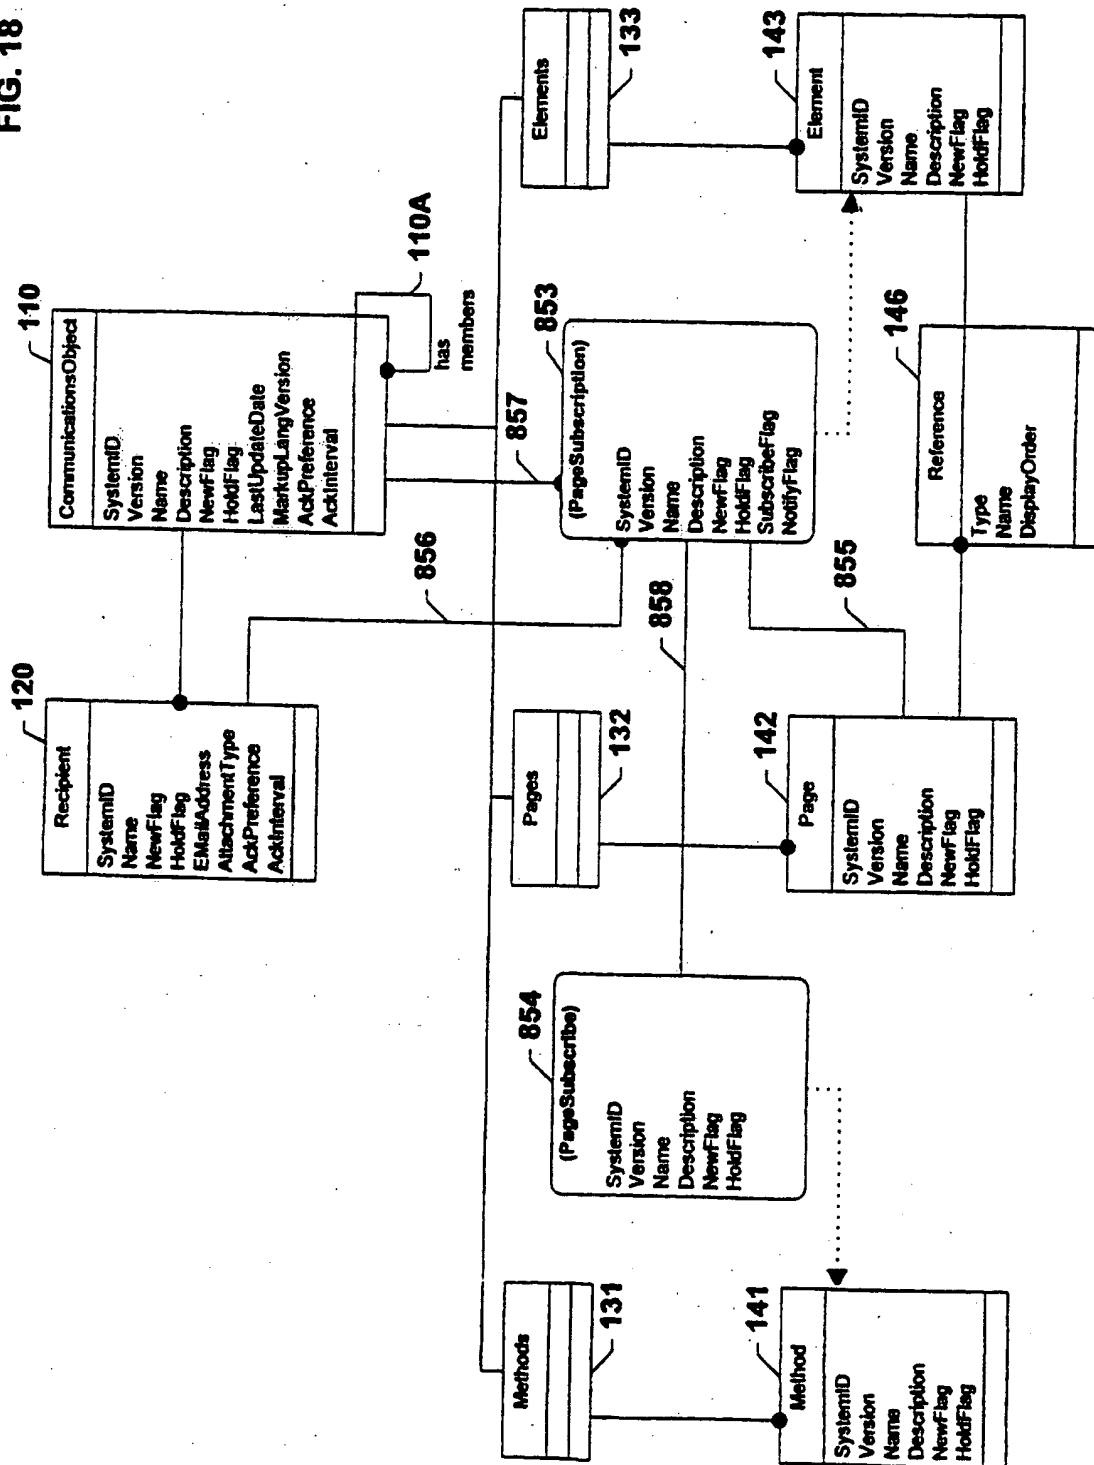 FIG. 18
120
Recipient
SystemID
Name
NewFlag
HoldFlag
EMailAddress
AttachmentType
AckPreference
AckInterval
110
CommunicationsObject
SystemID
Version
Name
Description
NewFlag
HoldFlag
LastUpdateDate
MarkupLangVersion
AckPreference
AckInterval
110A
has
members
856
857
Methods
131
Pages
132
Elements
133
854
(PageSubscribe)
SystemID
Version
Name
Description
NewFlag
HoldFlag
858
853
(PageSubscription)
SystemID
Version
Name
Description
NewFlag
HoldFlag
SubscribeFlag
NotifyFlag
855
141
Method
SystemID
Version
Name
Description
NewFlag
HoldFlag
142
Page
SystemID
Version
Name
Description
NewFlag
HoldFlag
146
Reference
Type
Name
DisplayOrder
143
Element
SystemID
Version
Name
Description
NewFlag
HoldFlag